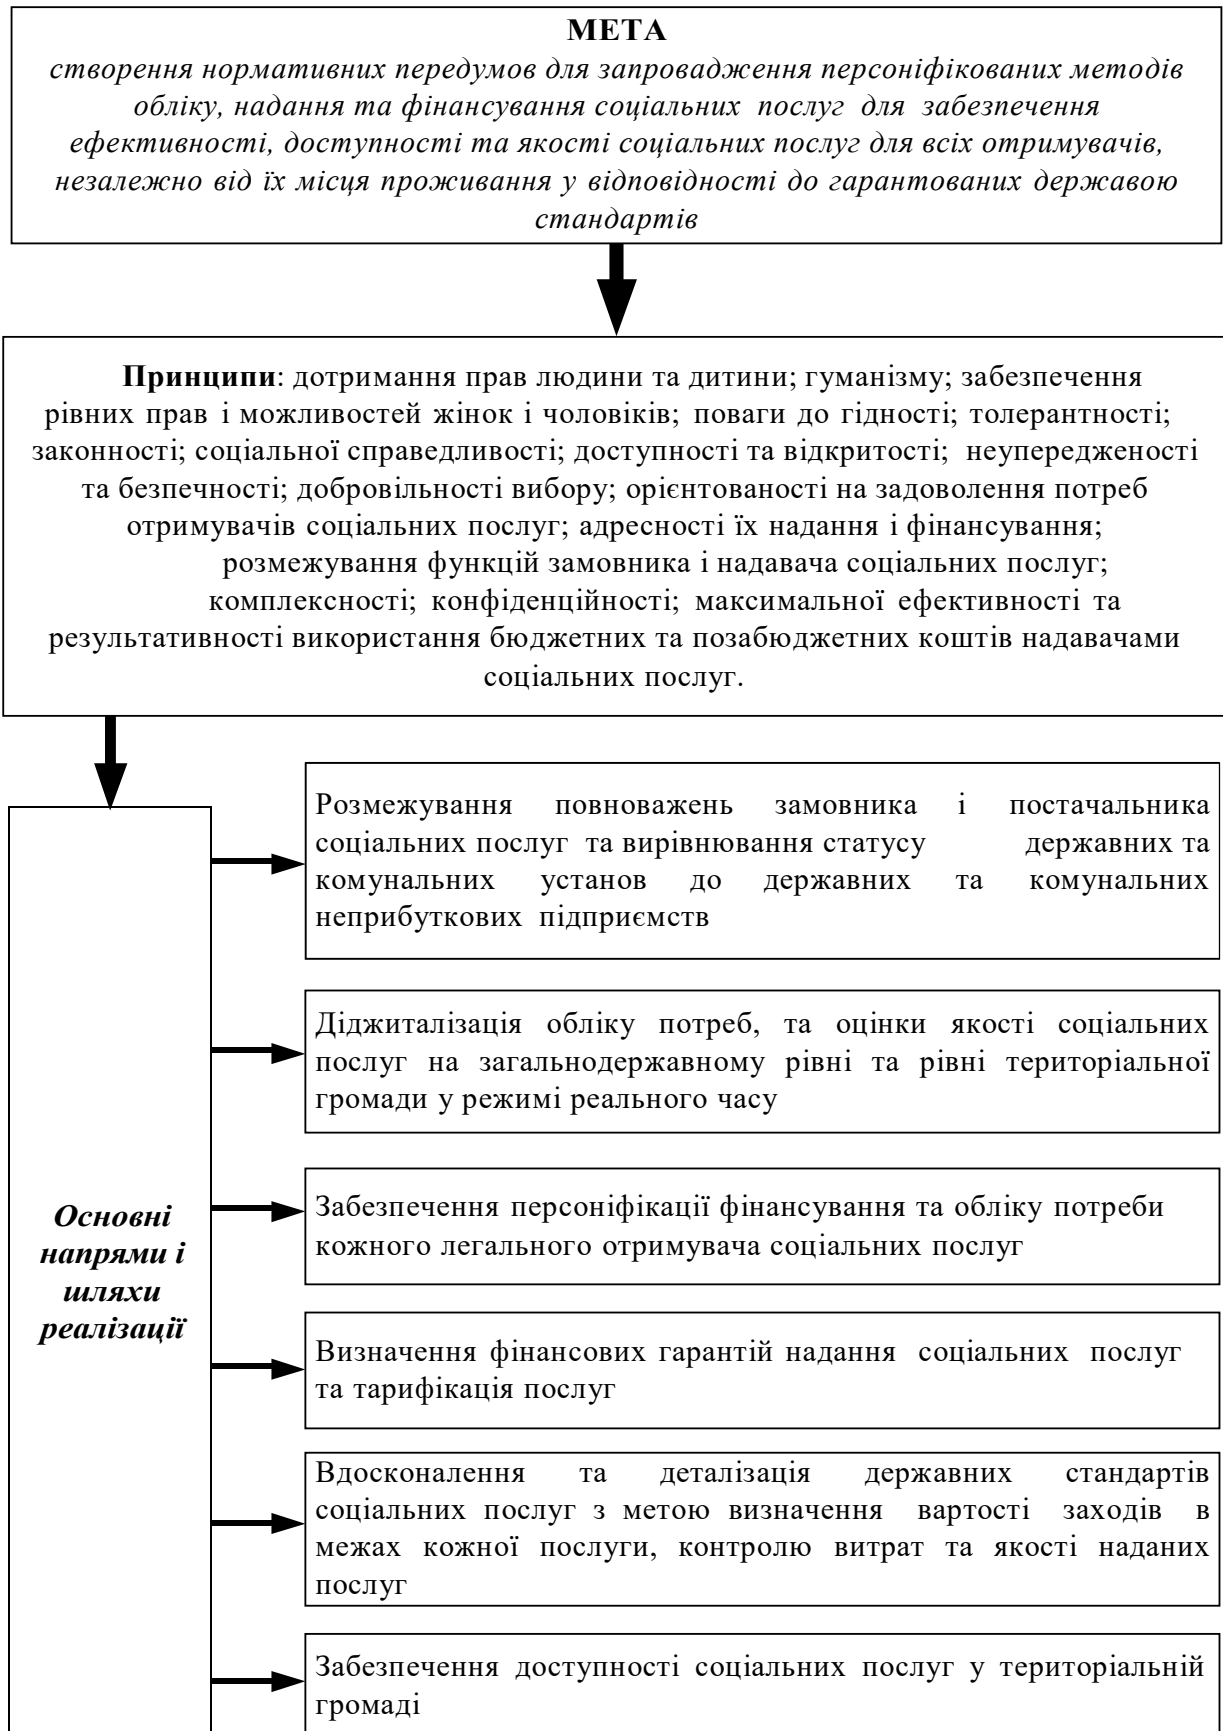 МЕТА
створення нормативних передумов для запровадження персоніфікованих методів
обліку, надання та фінансування соціальних послуг для забезпечення
ефективності, доступності та якості соціальних послуг для всіх отримувачів,
незалежно від їх місця проживання у відповідності до гарантованих державою
стандартів
Принципи: дотримання прав людини та дитини; гуманізму; забезпечення
рівних прав і можливостей жінок і чоловіків; поваги до гідності; толерантності;
законності; соціальної справедливості; доступності та відкритості; неупередженості
та безпечності; добровільності вибору; орієнтованості на задоволення потреб
отримувачів соціальних послуг; адресності їх надання і фінансування;
розмежування функцій замовника і надавача соціальних послуг;
комплексності; конфіденційності; максимальної ефективності та
результативності використання бюджетних та позабюджетних коштів надавачами
соціальних послуг.
Основні
напрями і
шляхи
реалізації
Розмежування повноважень замовника і постачальника
соціальних послуг та вирівнювання статусу державних та
комунальних установ до державних та комунальних
неприбуткових підприємств
Діджиталізація обліку потреб, та оцінки якості соціальних
послуг на загальнодержавному рівні та рівні територіальної
громади у режимі реального часу
Забезпечення персоніфікації фінансування та обліку потреби
кожного легального отримувача соціальних послуг
Визначення фінансових гарантій надання соціальних послуг
та тарифікація послуг
Вдосконалення та деталізація державних стандартів
соціальних послуг з метою визначення вартості заходів в
межах кожної послуги, контролю витрат та якості наданих
послуг
Забезпечення доступності соціальних послуг у територіальній
громаді